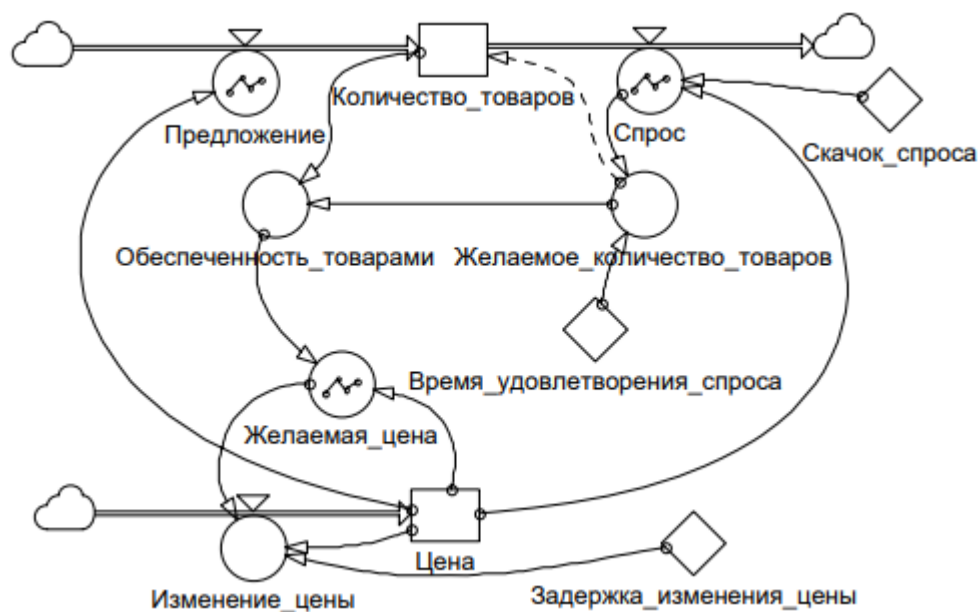 Количество_товаров
Предложение
Спрос
Скачок_спроса
Обеспеченность_товарами
Желаемое_количество_товаров
Время_удовлетворения_спроса
Желаемая_цена
Цена
Изменение_цены
Задержка_изменения_цены